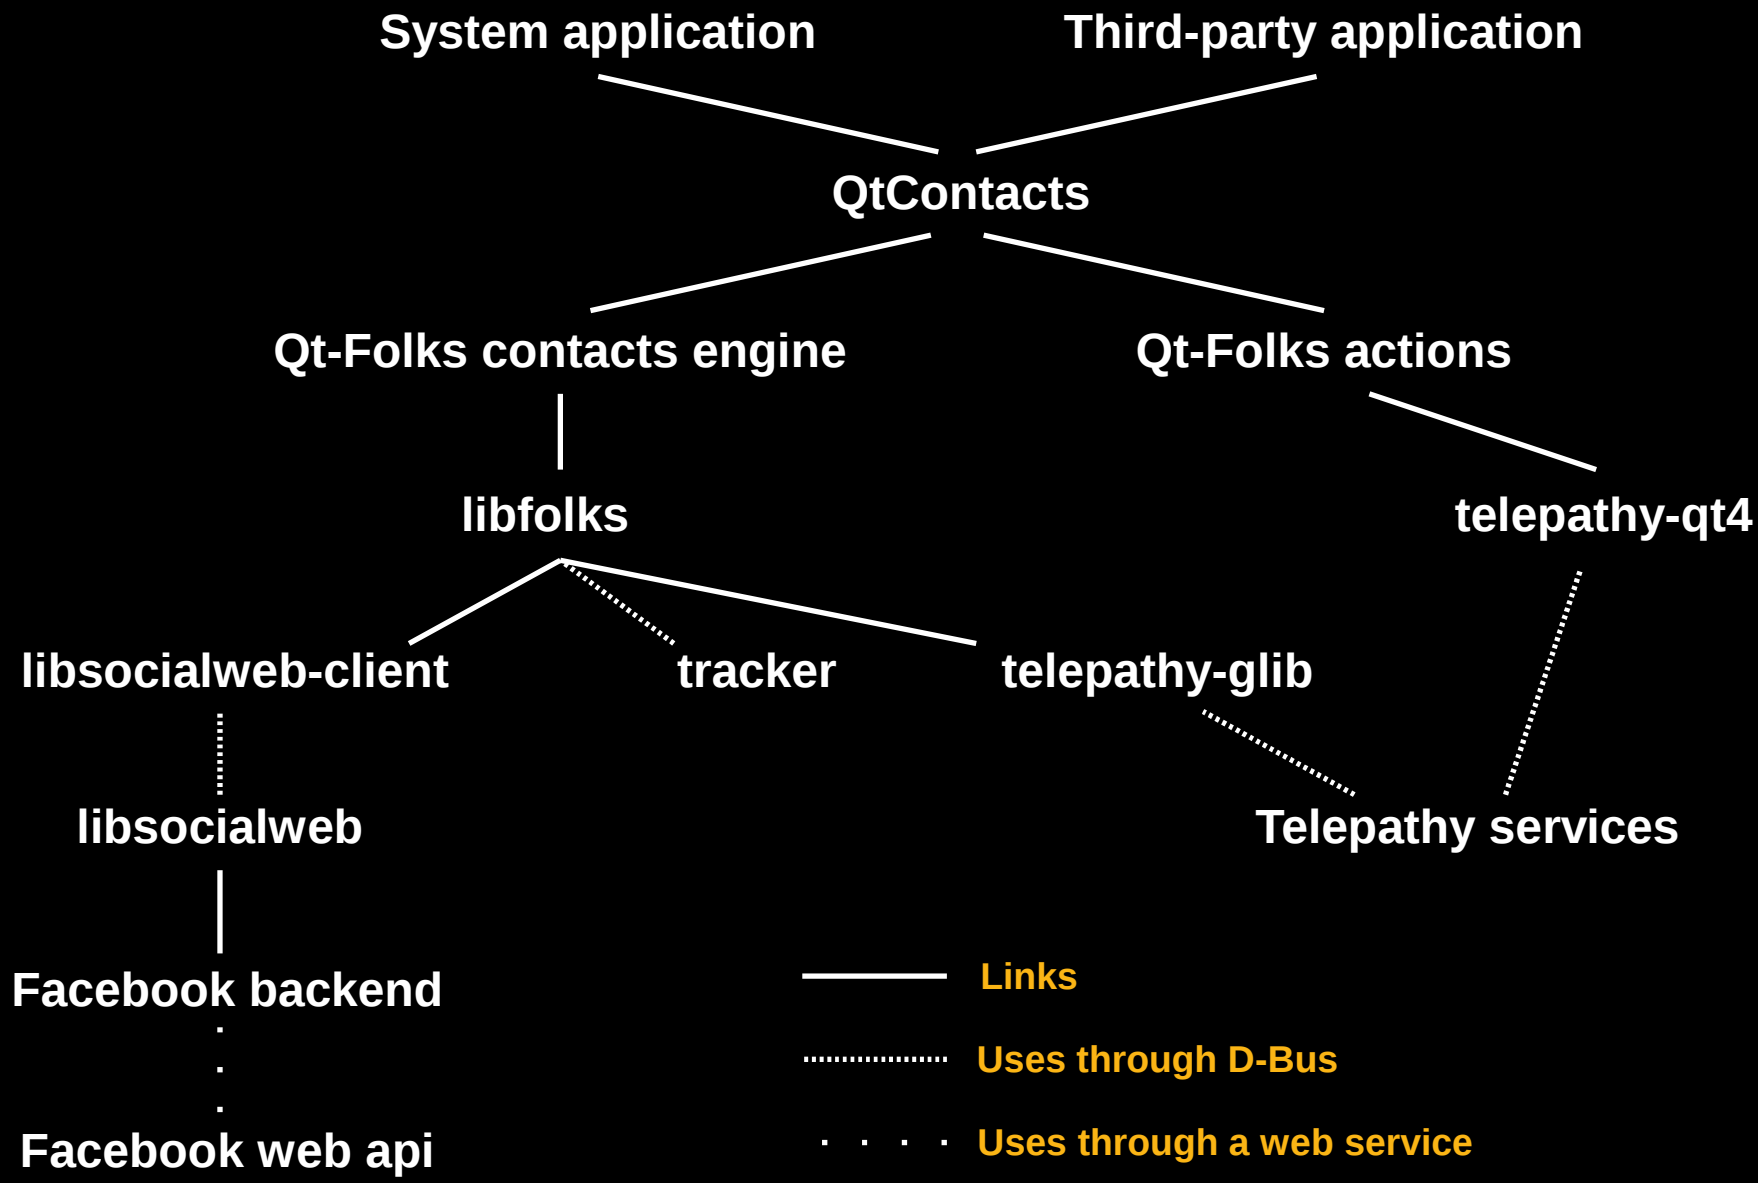 System application
Third-party application
QtContacts
Qt-Folks contacts engine
Qt-Folks actions
libfolks
telepathy-qt4
libsocialweb-client
tracker
telepathy-glib
libsocialweb
Telepathy services
Facebook backend
Links
Uses through D-Bus
Facebook web api
Uses through a web service